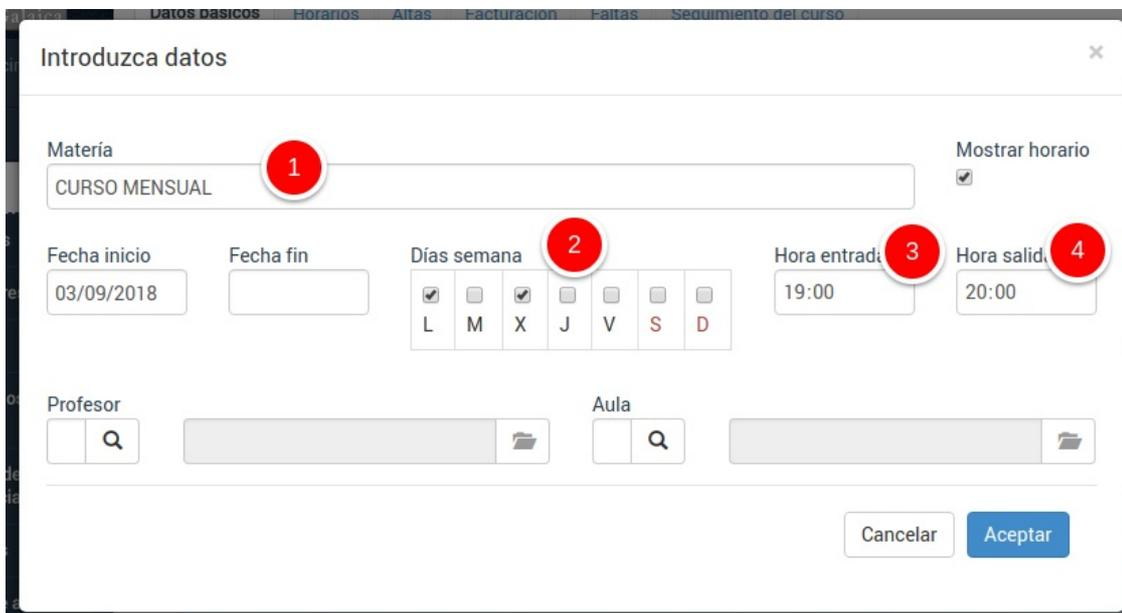 Datos básicos Horarios Altas Facturación Faltas Seguimiento del curso
Introduzca datos ×
Matería 1 Mostrar horario
CURSO MENSUAL
Fecha inicio Fecha fin Días semana 2 Hora entrada 3 Hora salida 4
03/09/2018 19:00 20:00
L M X J V S D
Profesor Aula
Cancelar Aceptar